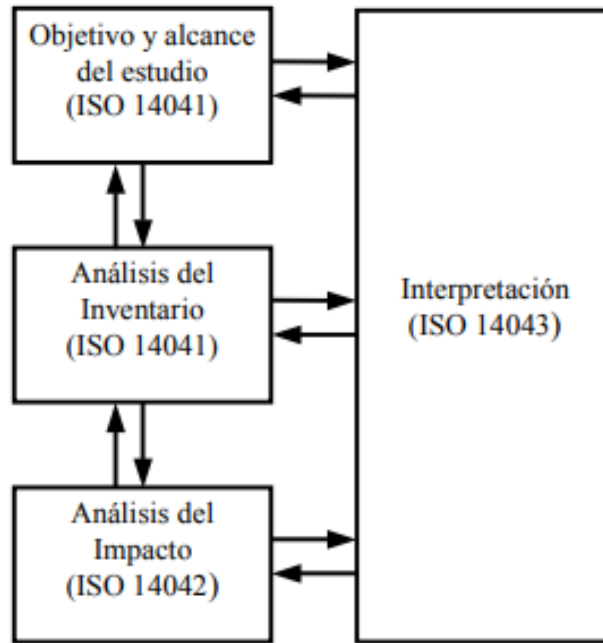 Objetivo y alcance
del estudio
(ISO 14041)
Análisis del
Inventario
(ISO 14041)
Análisis del
Impacto
(ISO 14042)
Interpretación
(ISO 14043)